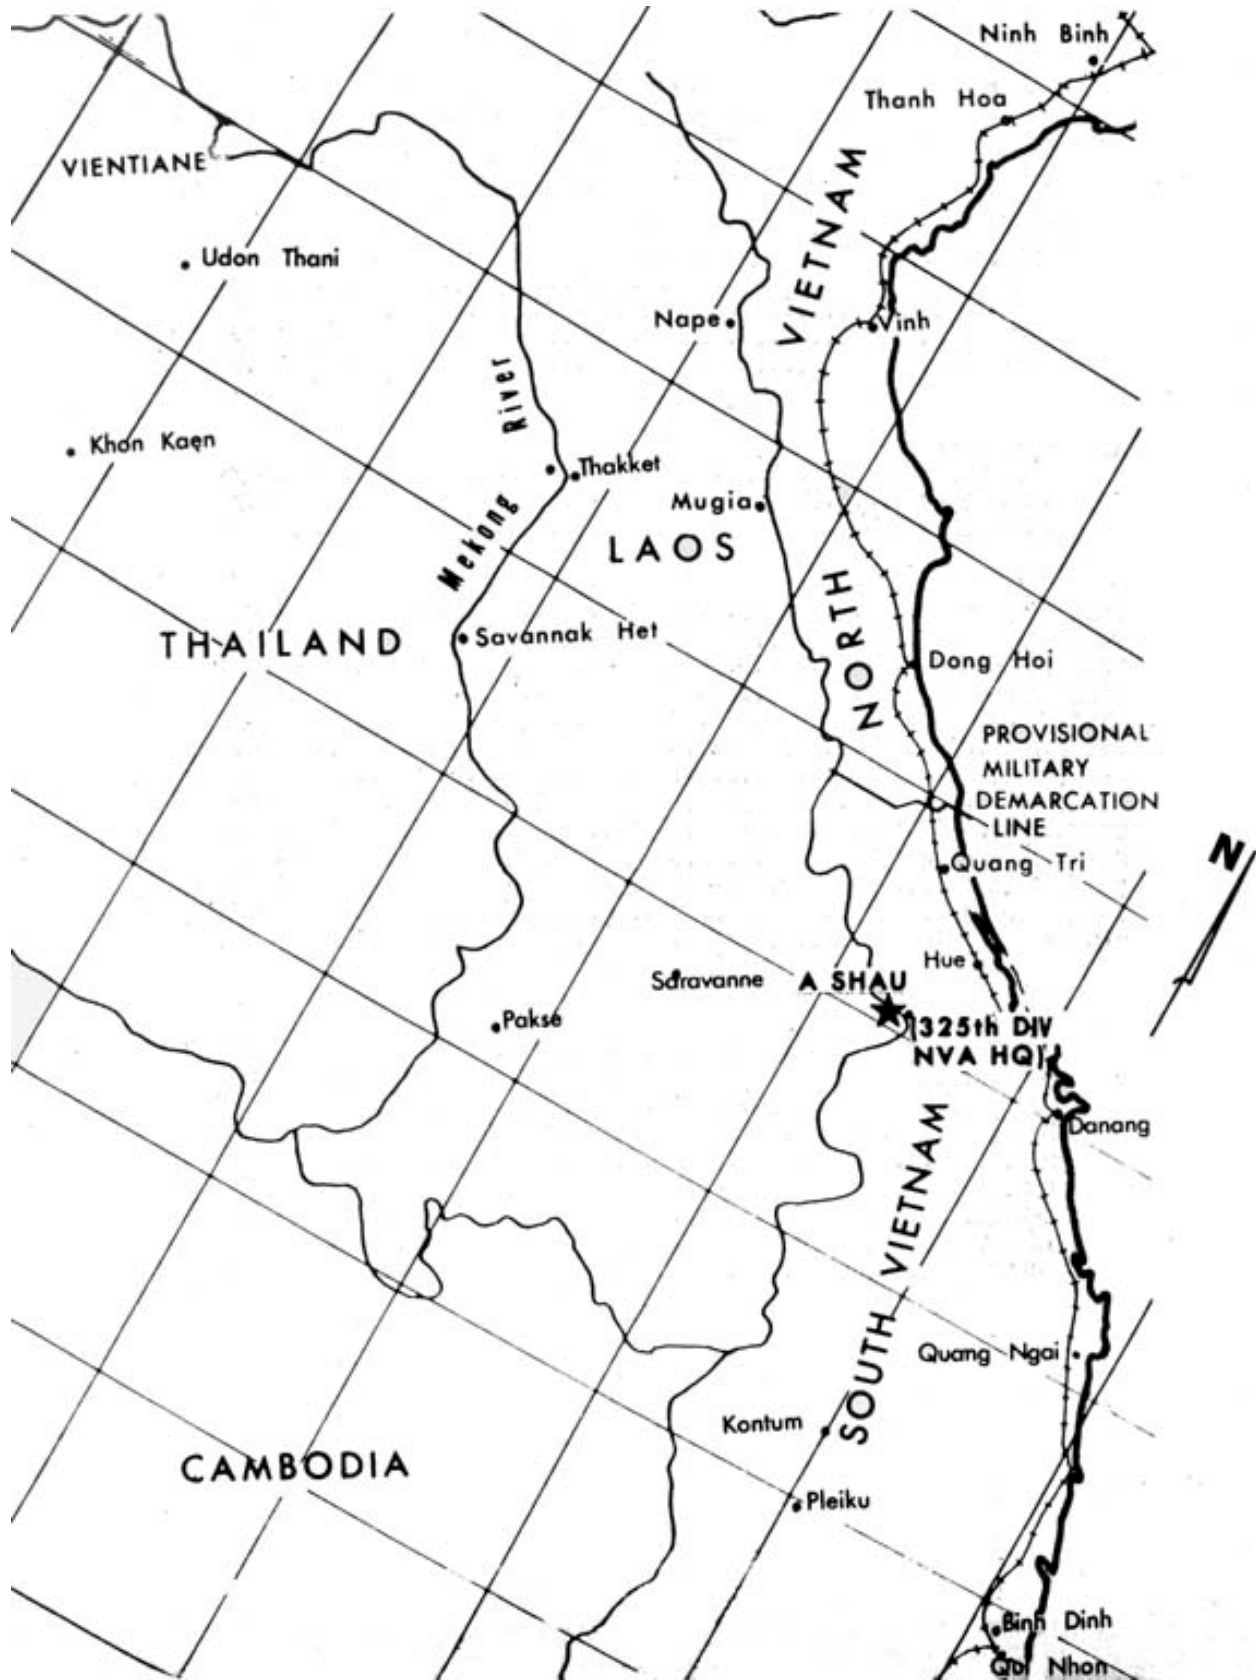 Ninh Binh
Thanh Hoa
VIENTIANE
Udon Thani
VIETNAM
Nape
Vinh
River
Khon Kaen
Thakket
Mugia
Mekong
LAOS
NORTH
THAILAND
Savannak Het
Dong Hoi
PROVISIONAL
MILITARY
DEMARCATION
LINE
N
Quang Tri
Hue
Saravanne
A SHAU
Pakse
(325th DIV
NVA HQ)
Danang
SOUTH VIETNAM
Quang Ngai
Kontum
CAMBODIA
Pleiku
Binh Dinh
Qui Nhon